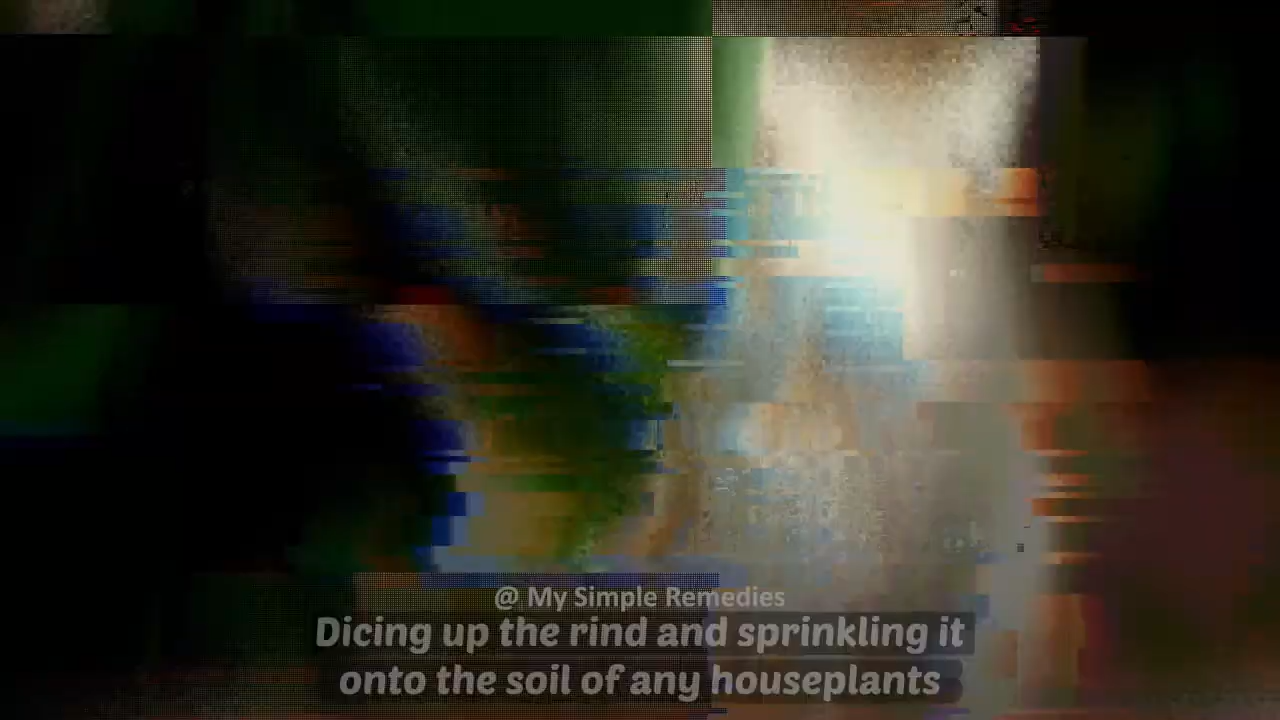 @ My Simple Remedies
Dicing up the rind and sprinkling it
onto the soil of any houseplants